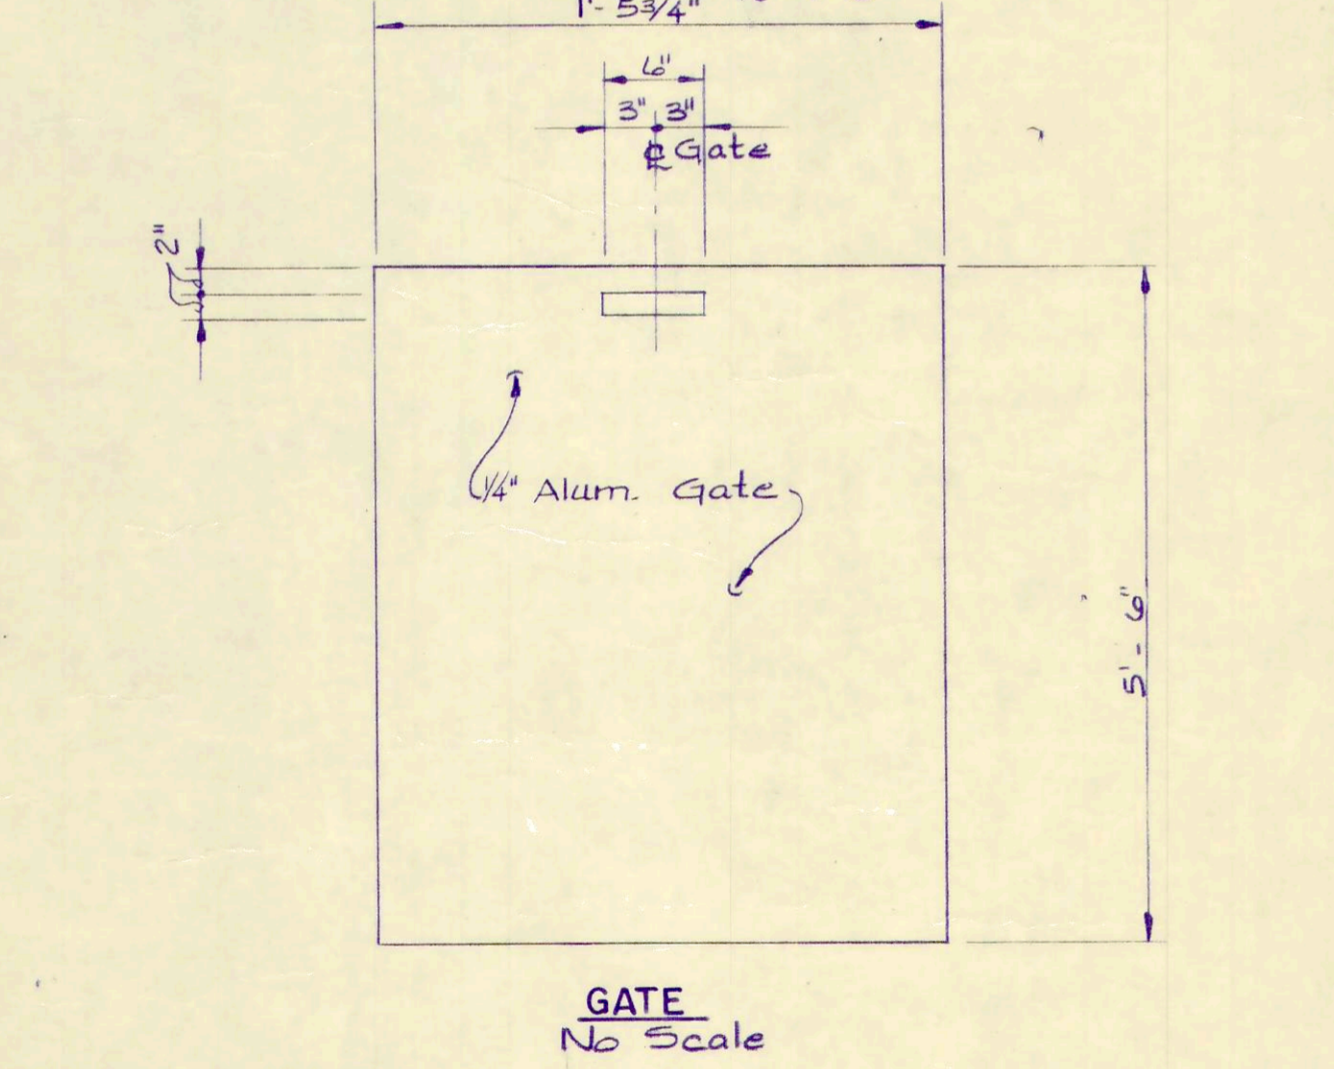 1'- 5 3/4"
6"
3" 3"
℄ Gate
2"
1/4" Alum. Gate
5' - 6"
GATE
No Scale